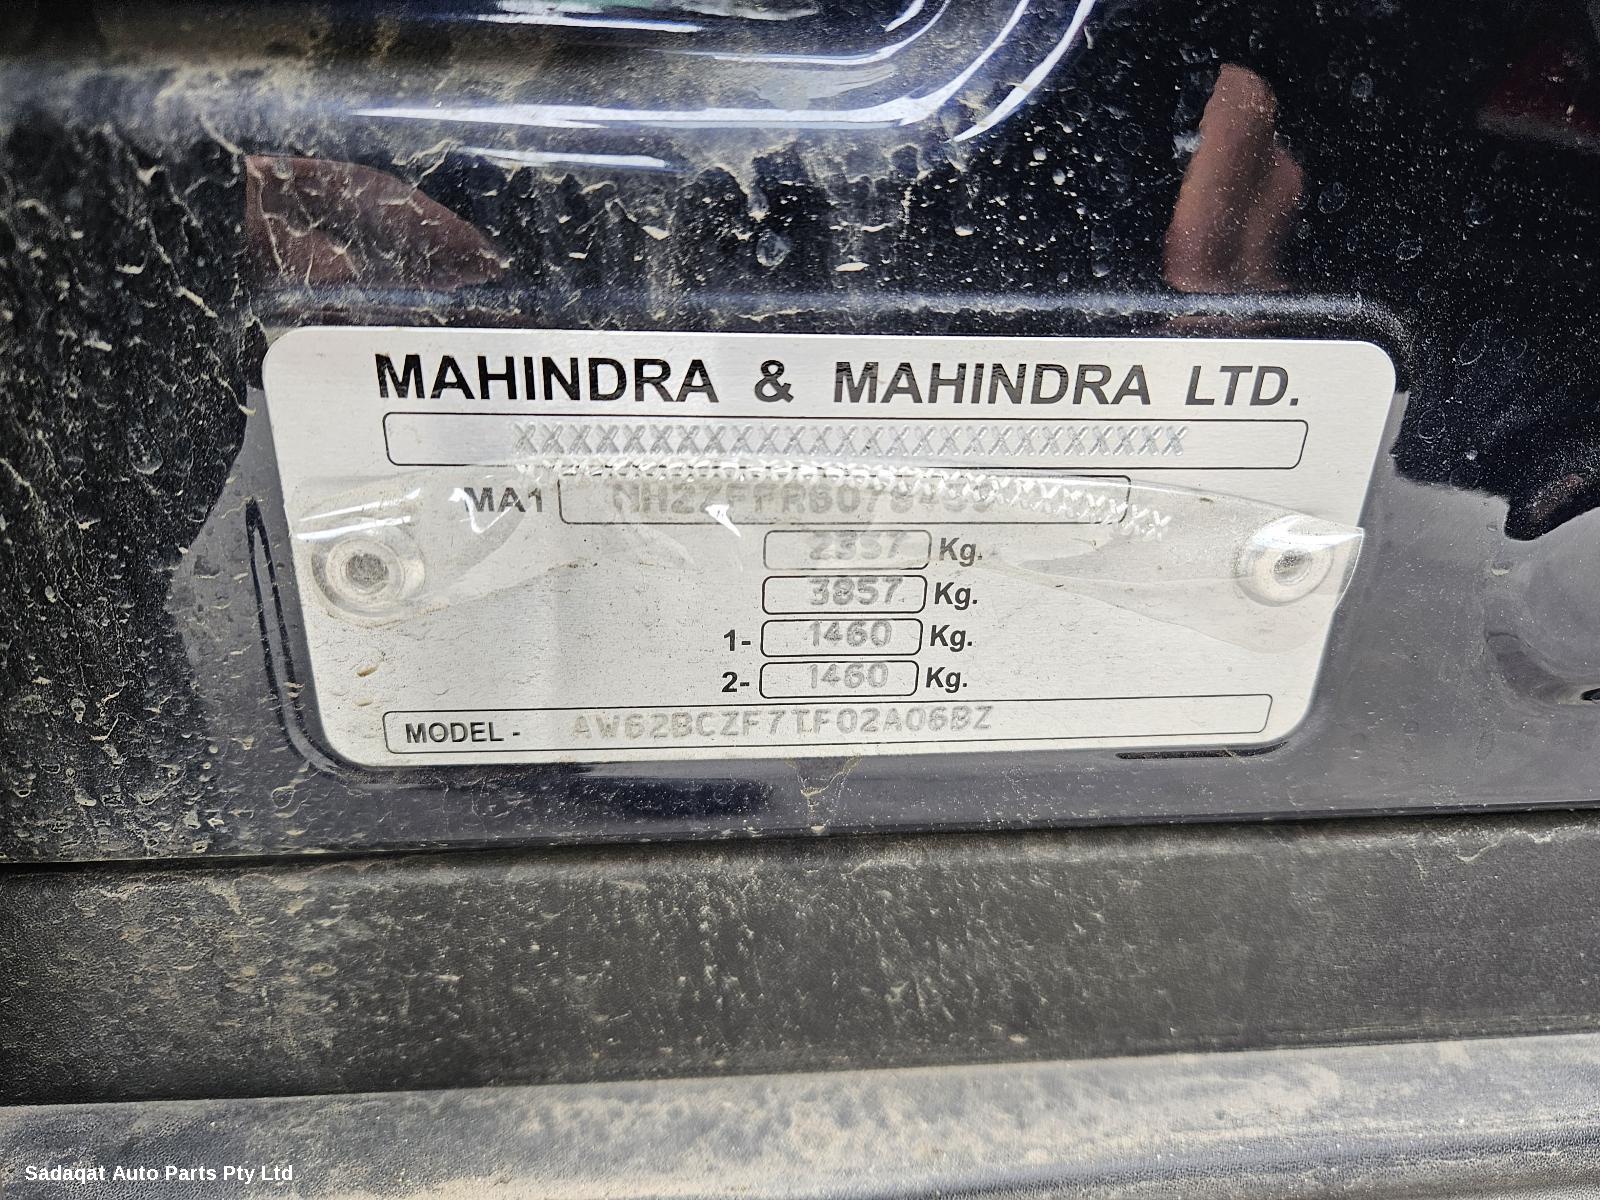 MAHINDRA & MAHINDRA LTD.
XXXXXXXXXXXXXXXXXXXXXXXXX
MA1
2357 Kg.
3857 Kg.
1- 1460 Kg.
2- 1460 Kg.
MODEL - AW62BCZF7TF02A06BZ
Sadaqat Auto Parts Pty Ltd